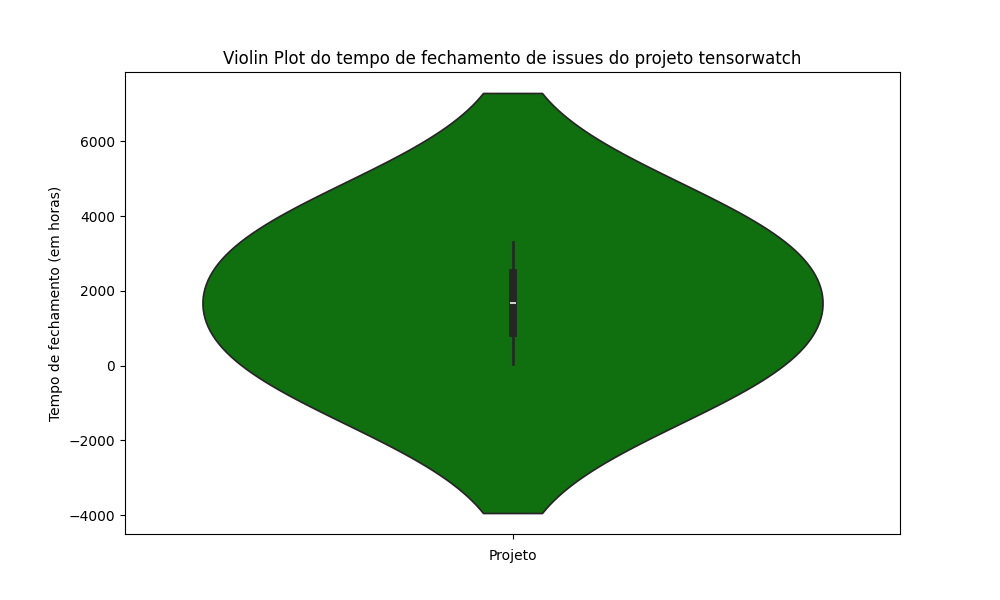 Violin Plot do tempo de fechamento de issues do projeto tensorwatch
Tempo de fechamento (em horas)
6000
4000
2000
0
−2000
−4000
Projeto